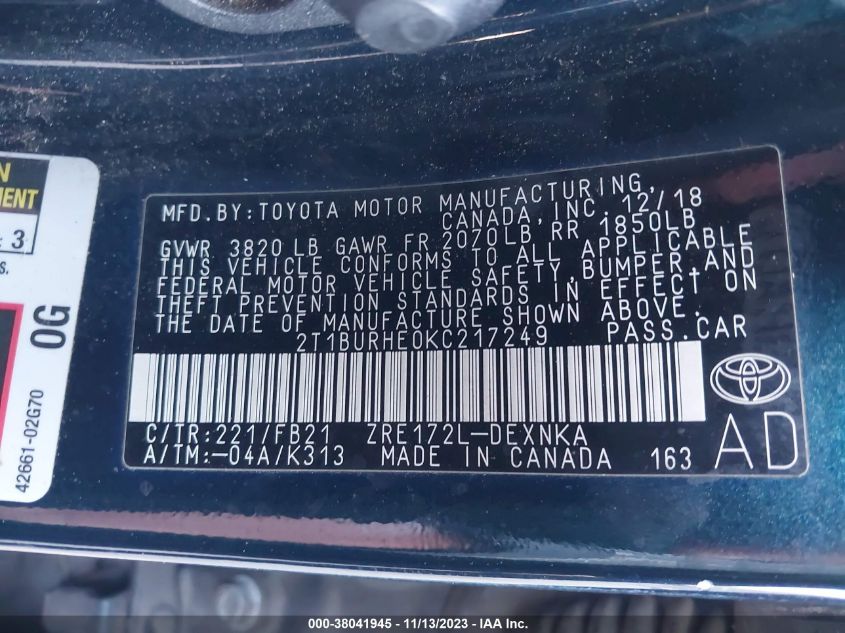 N
EMENT
3
s.
0G
42661-02G70
MFD.BY:TOYOTA MOTOR MANUFACTURING,
CANADA,INC. 12/18
GVWR 3820 LB GAWR FR 2070LB,RR 1850LB
THIS VEHICLE CONFORMS TO ALL APPLICABLE
FEDERAL MOTOR VEHICLE SAFETY,BUMPER,AND
THEFT PREVENTION STANDARDS IN EFFECT ON
THE DATE OF MANUFACTURE SHOWN ABOVE.
2T1BURHE0KC217249 PASS.CAR
C/TR:221/FB21 ZRE172L-DEXNKA
A/TM:-04A/K313 MADE IN CANADA 163
AD
000-38041945 - 11/13/2023 - IAA Inc.